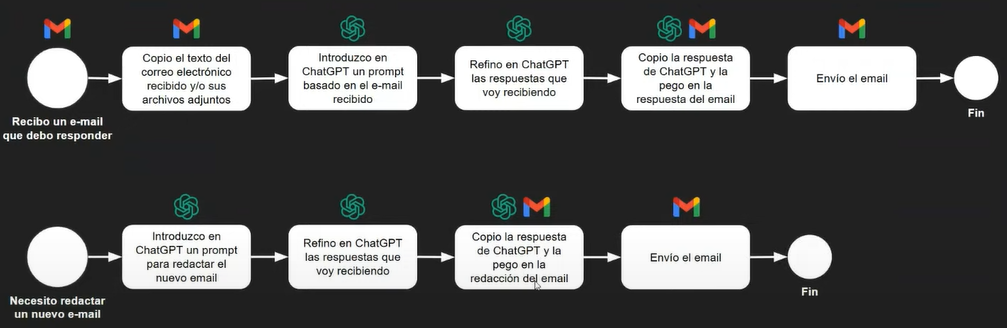 Copio el texto del
correo electrónico
recibido y/o sus
archivos adjuntos
Introduzco en
ChatGPT un prompt
basado en el e-mail
recibido
Refino en ChatGPT
las respuestas que
voy recibiendo
Copio la respuesta
de ChatGPT y la
pego en la
respuesta del email
Envío el email
Recibo un e-mail
que debo responder
Fin
Introduzco en
ChatGPT un prompt
para redactar el
nuevo email
Refino en ChatGPT
las respuestas que
voy recibiendo
Copio la respuesta
de ChatGPT y la
pego en la
redacción del email
Envío el email
Necesito redactar
un nuevo e-mail
Fin